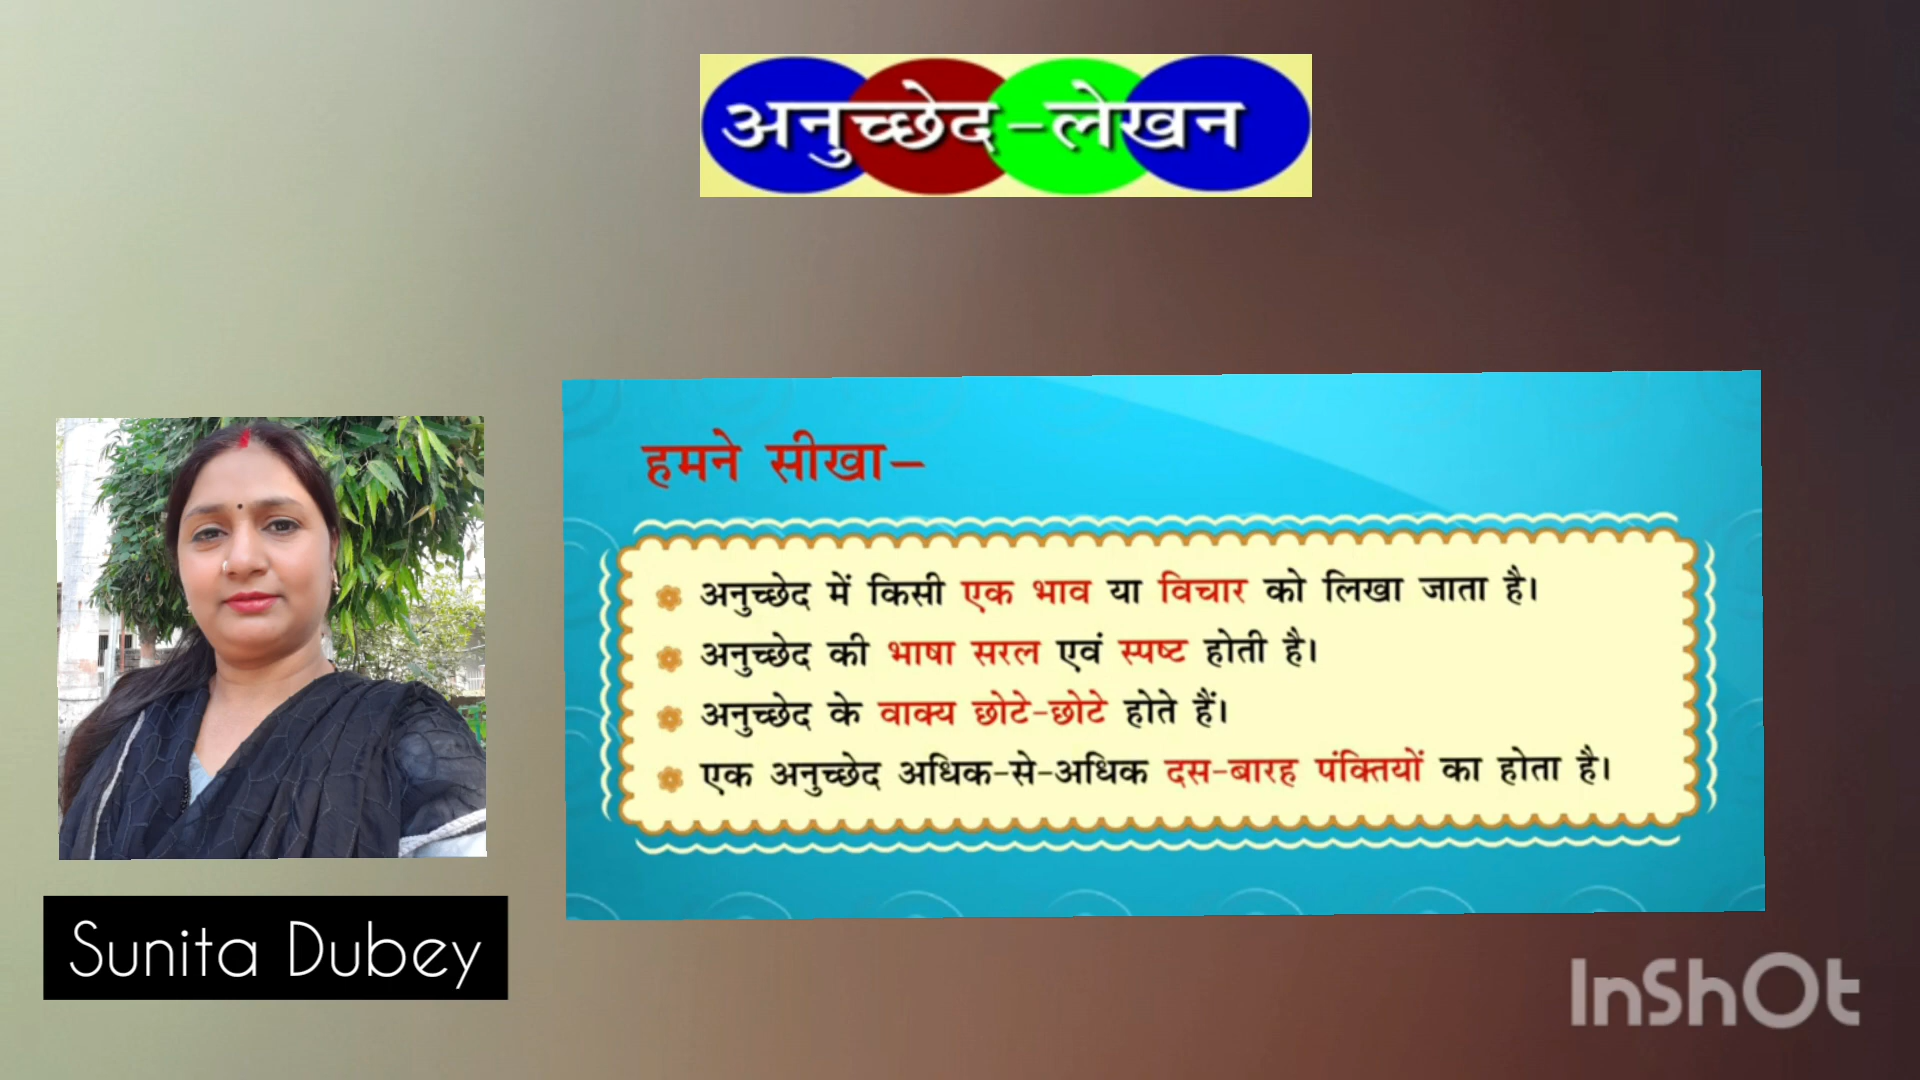 अनुच्छेद-लेखन
हमने सीखा-
अनुच्छेद में किसी एक भाव या विचार को लिखा जाता है।
अनुच्छेद की भाषा सरल एवं स्पष्ट होती है।
अनुच्छेद के वाक्य छोटे-छोटे होते हैं।
एक अनुच्छेद अधिक-से-अधिक दस-बारह पंक्तियों का होता है।
Sunita Dubey
InShOt